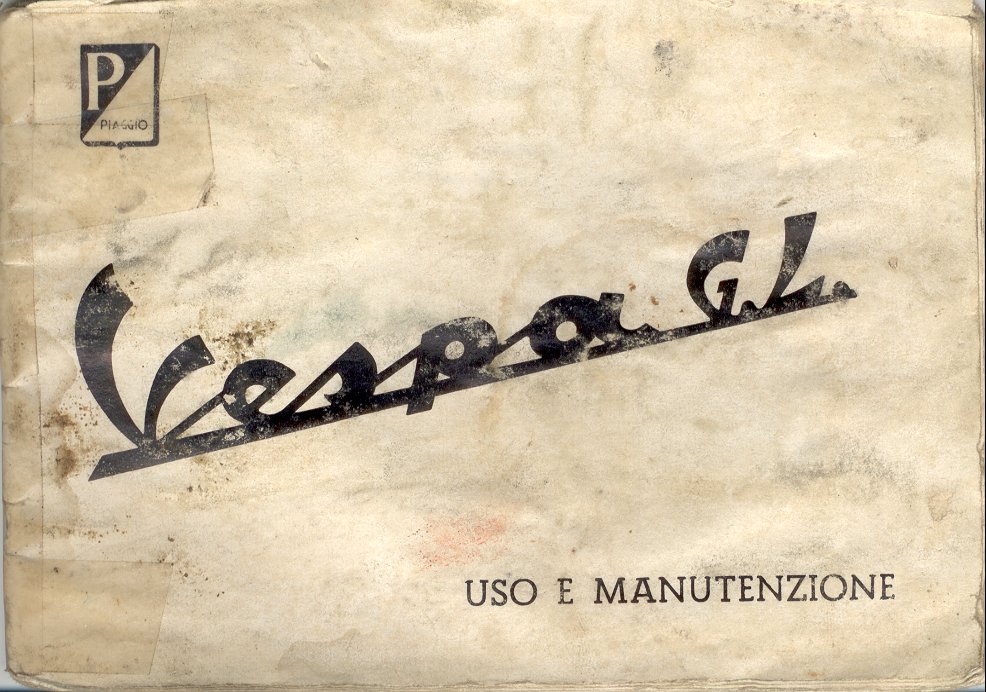 P
PIAGGIO
Vespa G.L.
USO E MANUTENZIONE